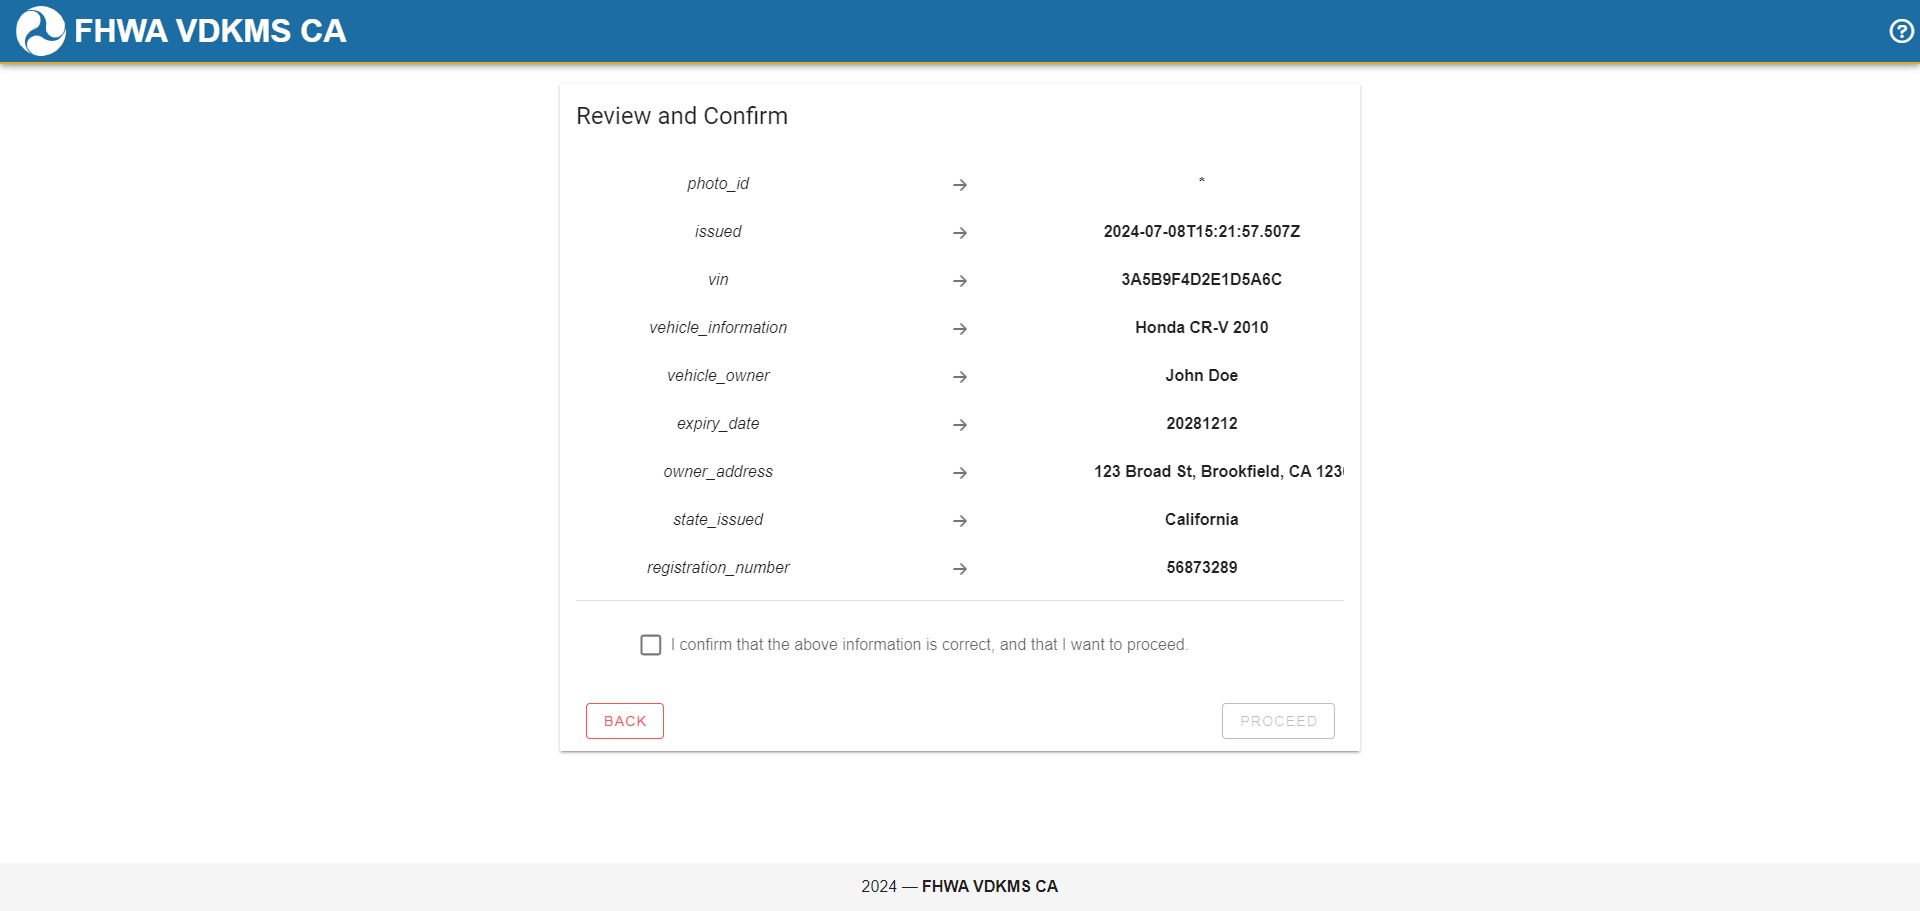 FHWA VDKMS CA
Review and Confirm
photo_id → *
issued → 2024-07-08T15:21:57.507Z
vin → 3A5B9F4D2E1D5A6C
vehicle_information → Honda CR-V 2010
vehicle_owner → John Doe
expiry_date → 20281212
owner_address → 123 Broad St, Brookfield, CA 123
state_issued → California
registration_number → 56873289
I confirm that the above information is correct, and that I want to proceed.
BACK PROCEED
2024 — FHWA VDKMS CA